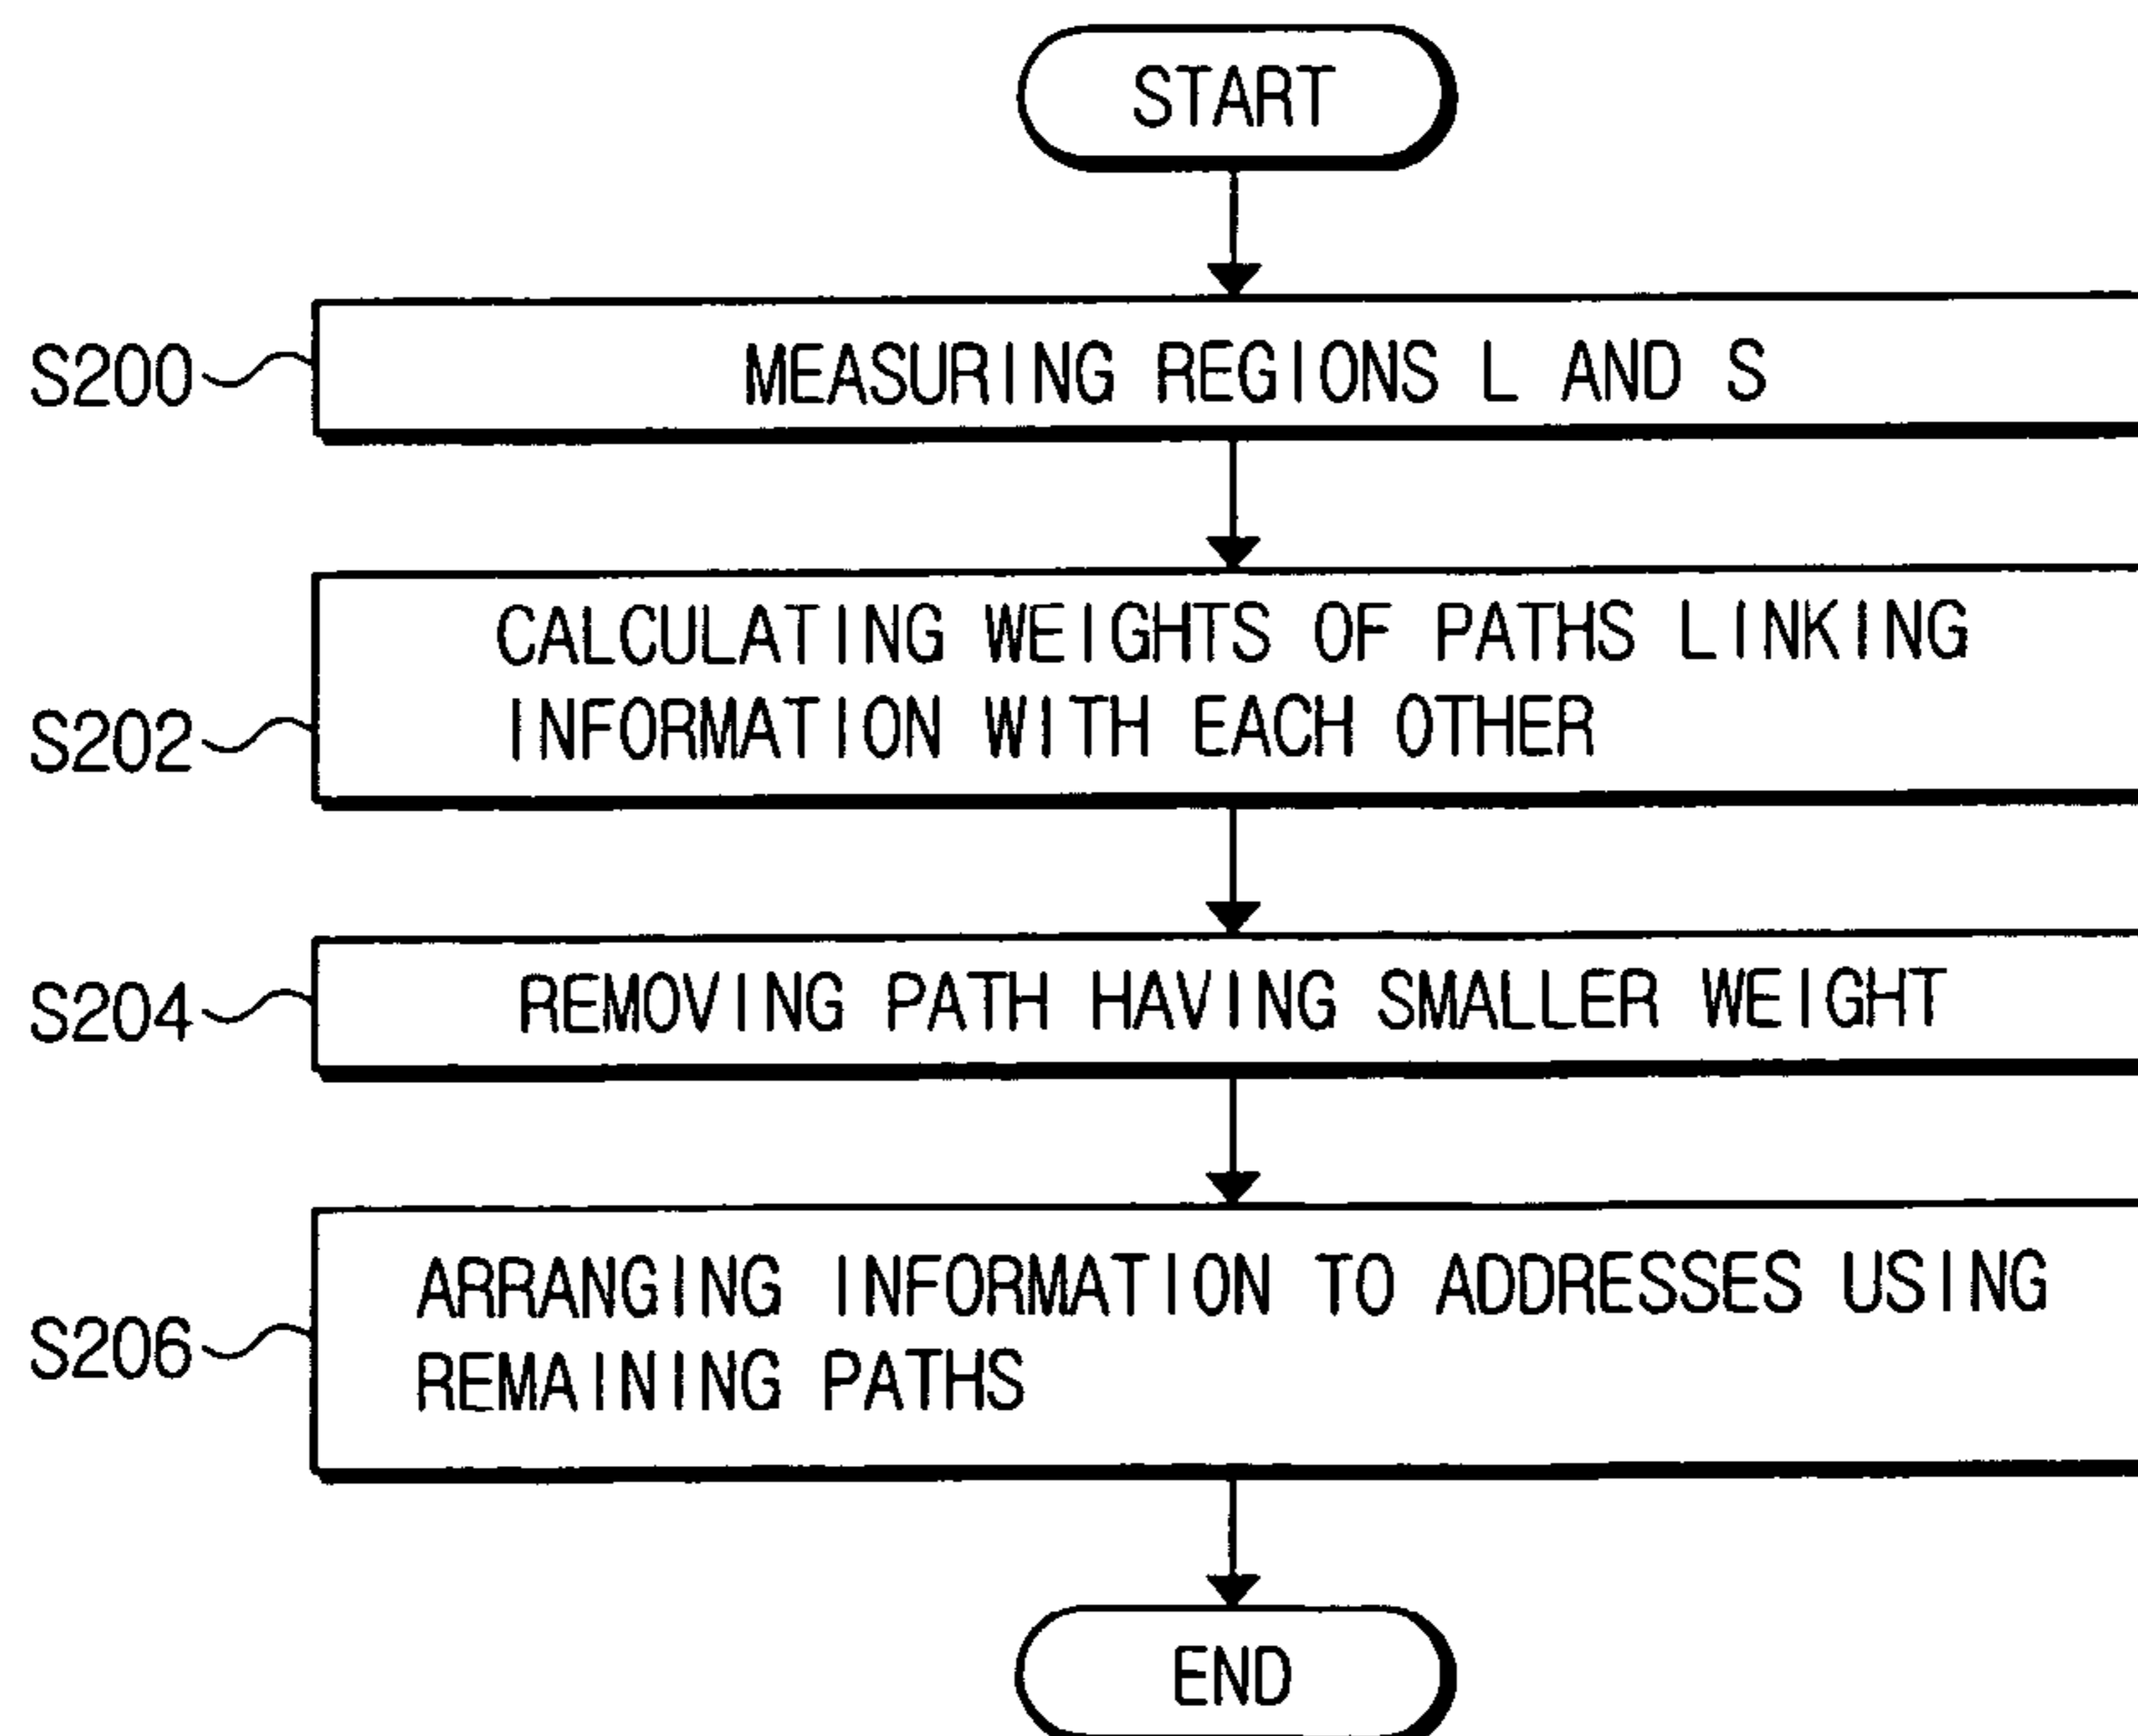 START
S200
MEASURING REGIONS L AND S
S202
CALCULATING WEIGHTS OF PATHS LINKING
INFORMATION WITH EACH OTHER
S204
REMOVING PATH HAVING SMALLER WEIGHT
S206
ARRANGING INFORMATION TO ADDRESSES USING
REMAINING PATHS
END